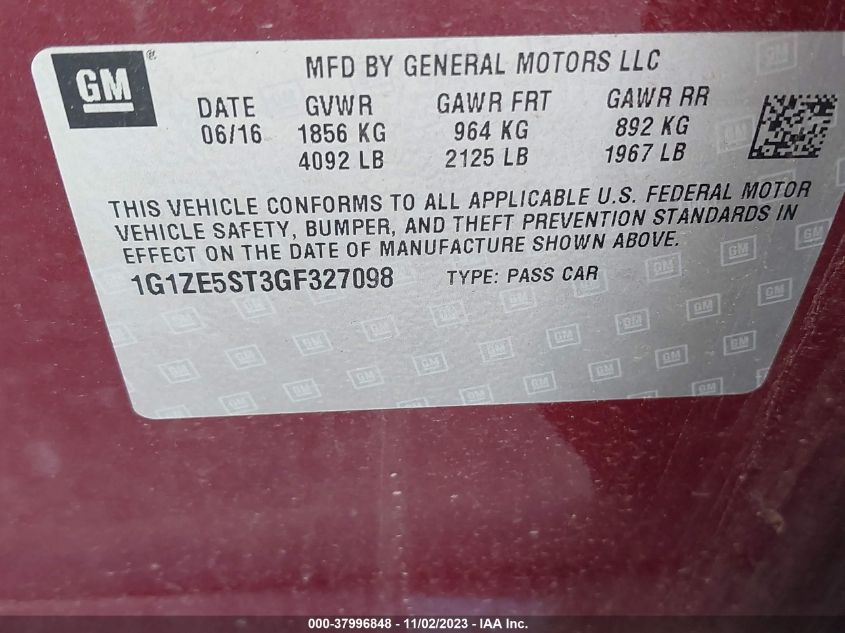 GM®
MFD BY GENERAL MOTORS LLC
DATE GVWR GAWR FRT GAWR RR
06/16 1856 KG 964 KG 892 KG
4092 LB 2125 LB 1967 LB
THIS VEHICLE CONFORMS TO ALL APPLICABLE U.S. FEDERAL MOTOR
VEHICLE SAFETY, BUMPER, AND THEFT PREVENTION STANDARDS IN
EFFECT ON THE DATE OF MANUFACTURE SHOWN ABOVE.
1G1ZE5ST3GF327098 TYPE: PASS CAR
000-37996848 - 11/02/2023 - IAA Inc.